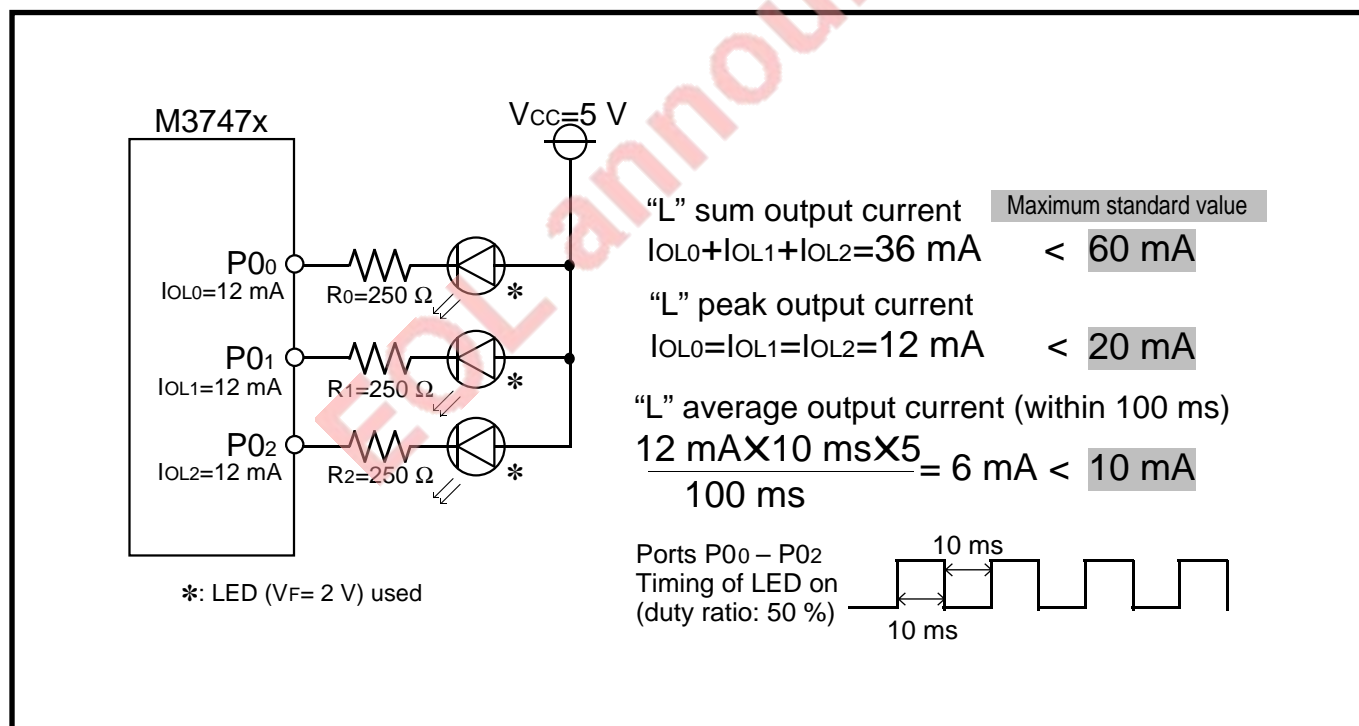 EOL annou
M3747x
VCC=5 V
P00
IOL0=12 mA
R0=250 Ω
*
P01
IOL1=12 mA
R1=250 Ω
*
P02
IOL2=12 mA
R2=250 Ω
*
*: LED (VF= 2 V) used
“L” sum output current
Maximum standard value
IOL0+IOL1+IOL2=36 mA < 60 mA
“L” peak output current
IOL0=IOL1=IOL2=12 mA < 20 mA
“L” average output current (within 100 ms)
12 mA✕10 ms✕5
100 ms
= 6 mA < 10 mA
Ports P00 – P02
Timing of LED on
(duty ratio: 50 %)
10 ms
10 ms